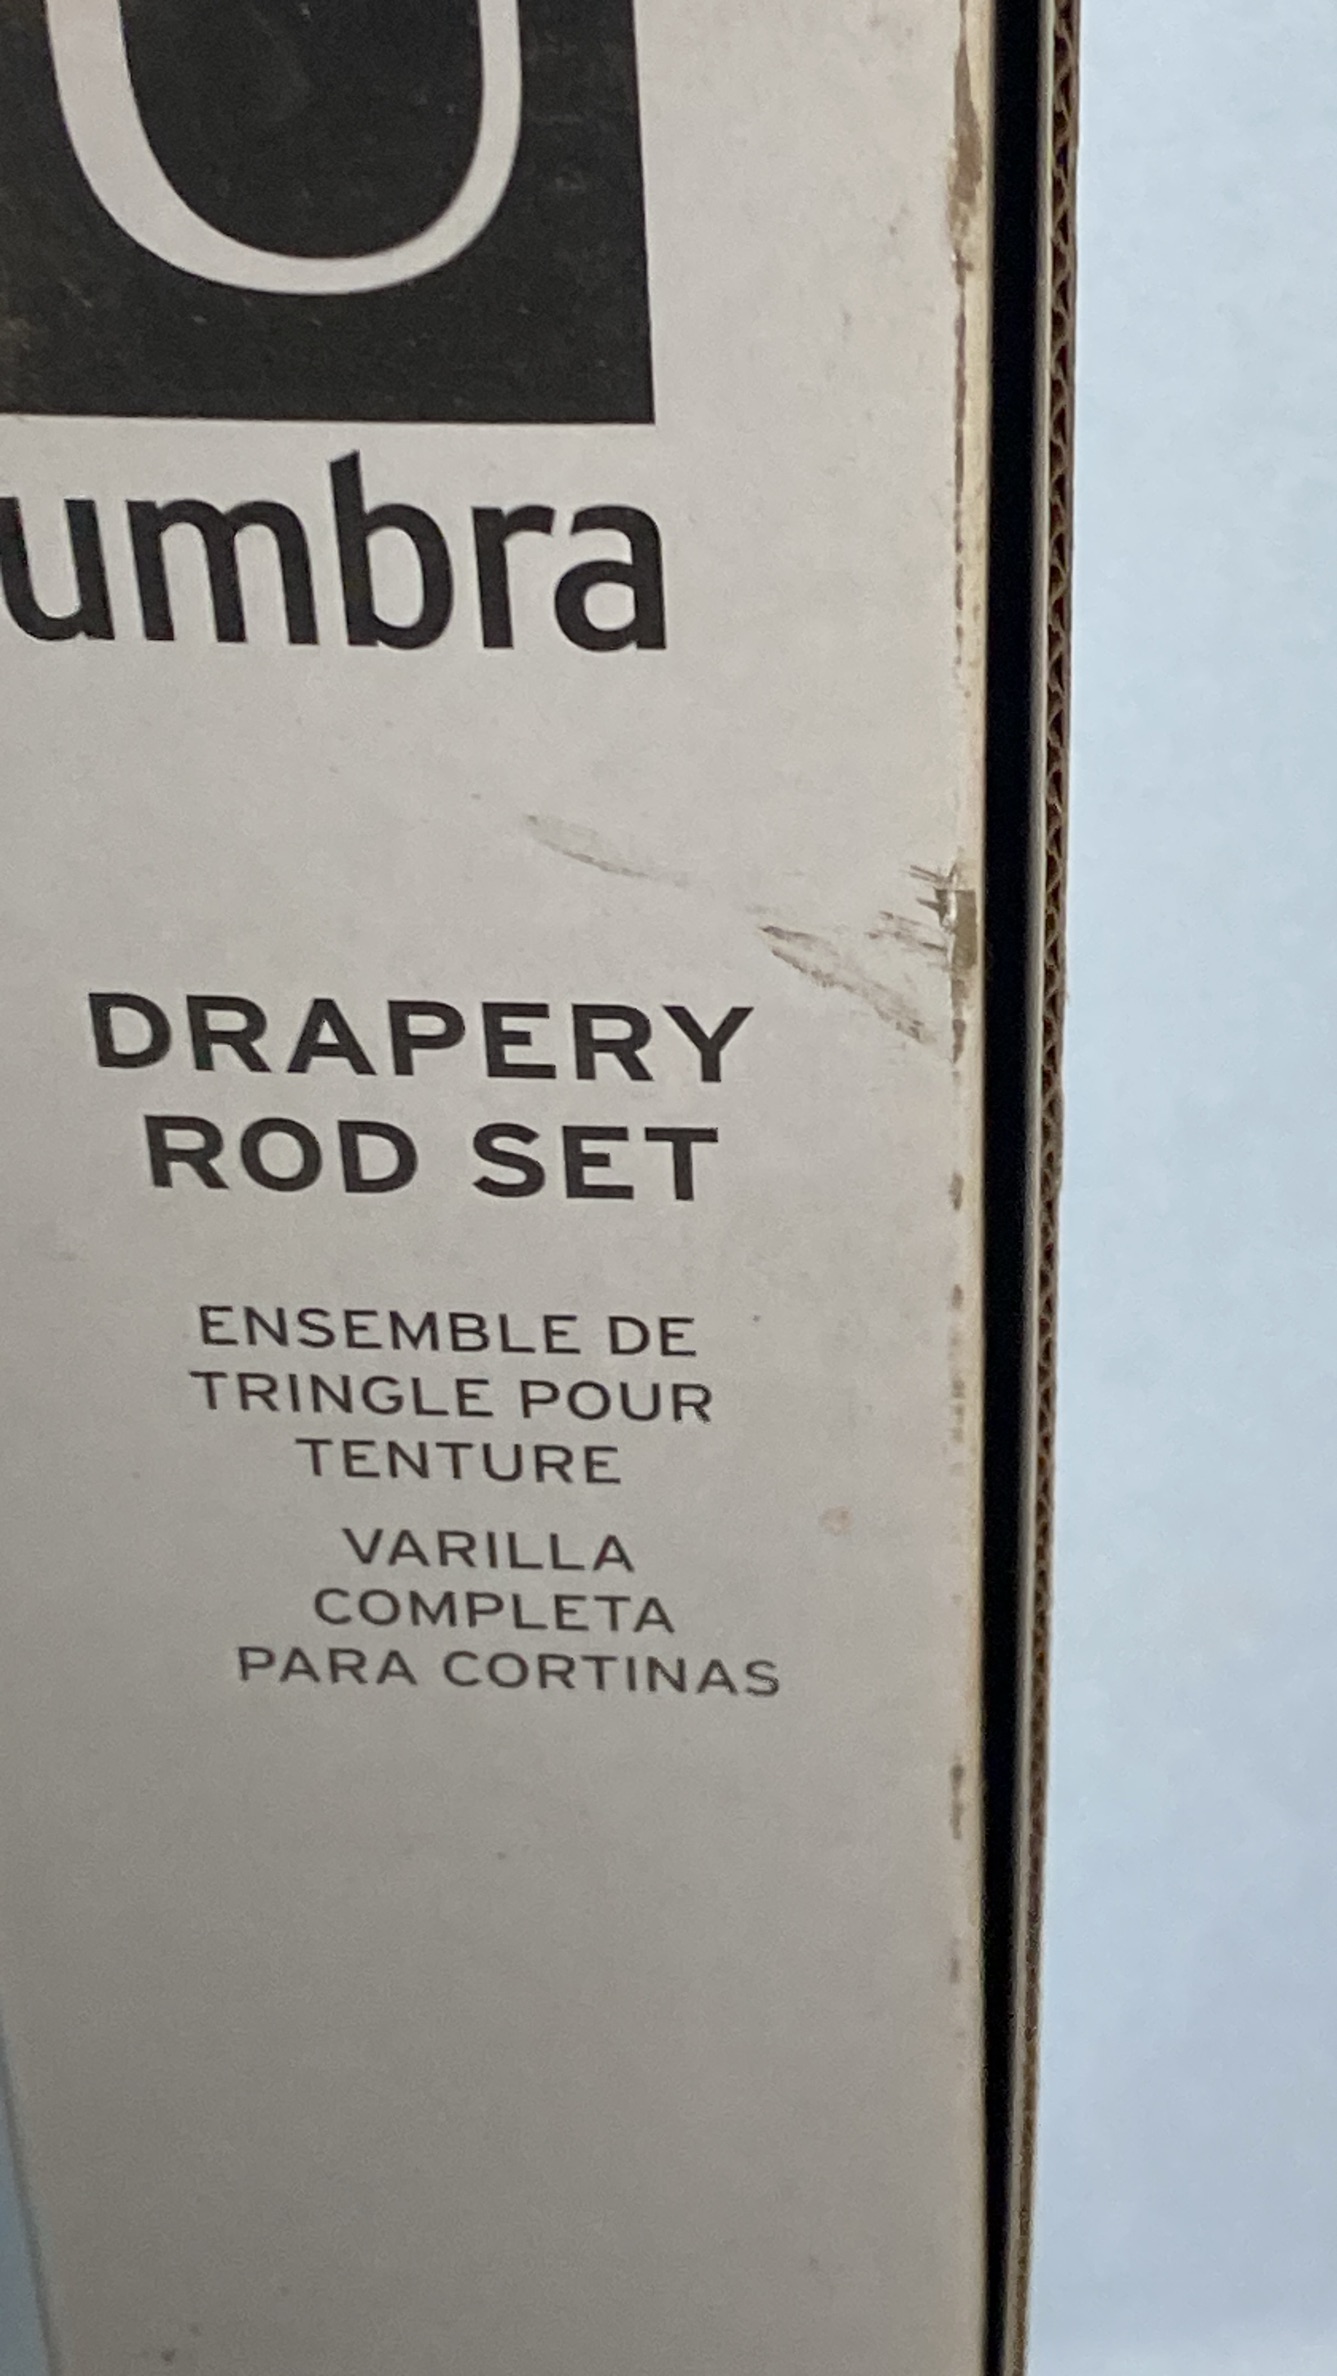 U
umbra
DRAPERY
ROD SET
ENSEMBLE DE
TRINGLE POUR
TENTURE
VARILLA
COMPLETA
PARA CORTINAS